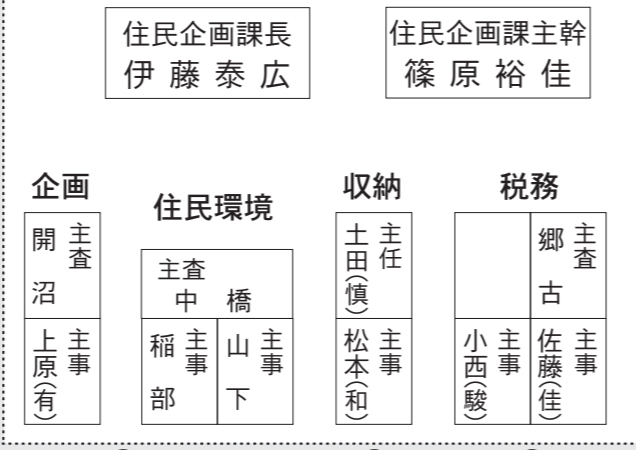 住民企画課長
伊藤泰広
住民企画課主幹
篠原裕佳
企画
主査
開沼
主事
上原(有)
住民環境
主査
中橋
主事
山下
主事
稲部
収納
主任
土田(慎)
主事
松本(和)
税務
主査
郷古
主事
佐藤(佳)
主事
小西(駿)